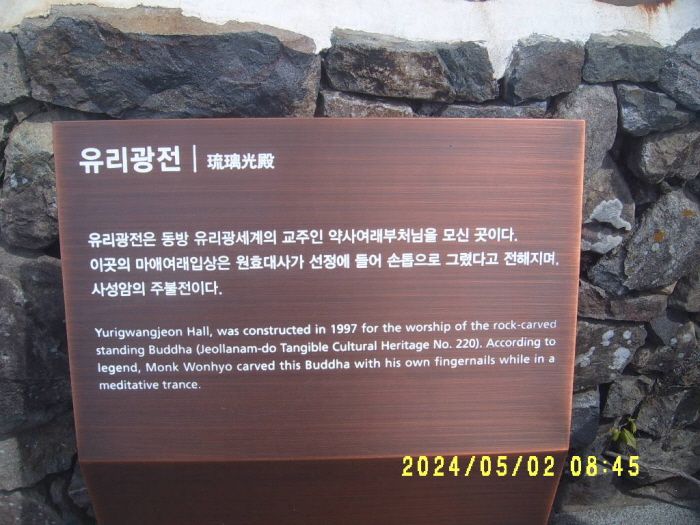 유리광전 | 琉璃光殿
유리광전은 동방 유리광세계의 교주인 약사여래부처님을 모신 곳이다.
이곳의 마애여래입상은 원효대사가 선정에 들어 손톱으로 그렸다고 전해지며,
사성암의 주불전이다.
Yurigwangjeon Hall, was constructed in 1997 for the worship of the rock-carved
standing Buddha (Jeollanam-do Tangible Cultural Heritage No. 220). According to
legend, Monk Wonhyo carved this Buddha with his own fingernails while in a
meditative trance.
2024/05/02 08:45